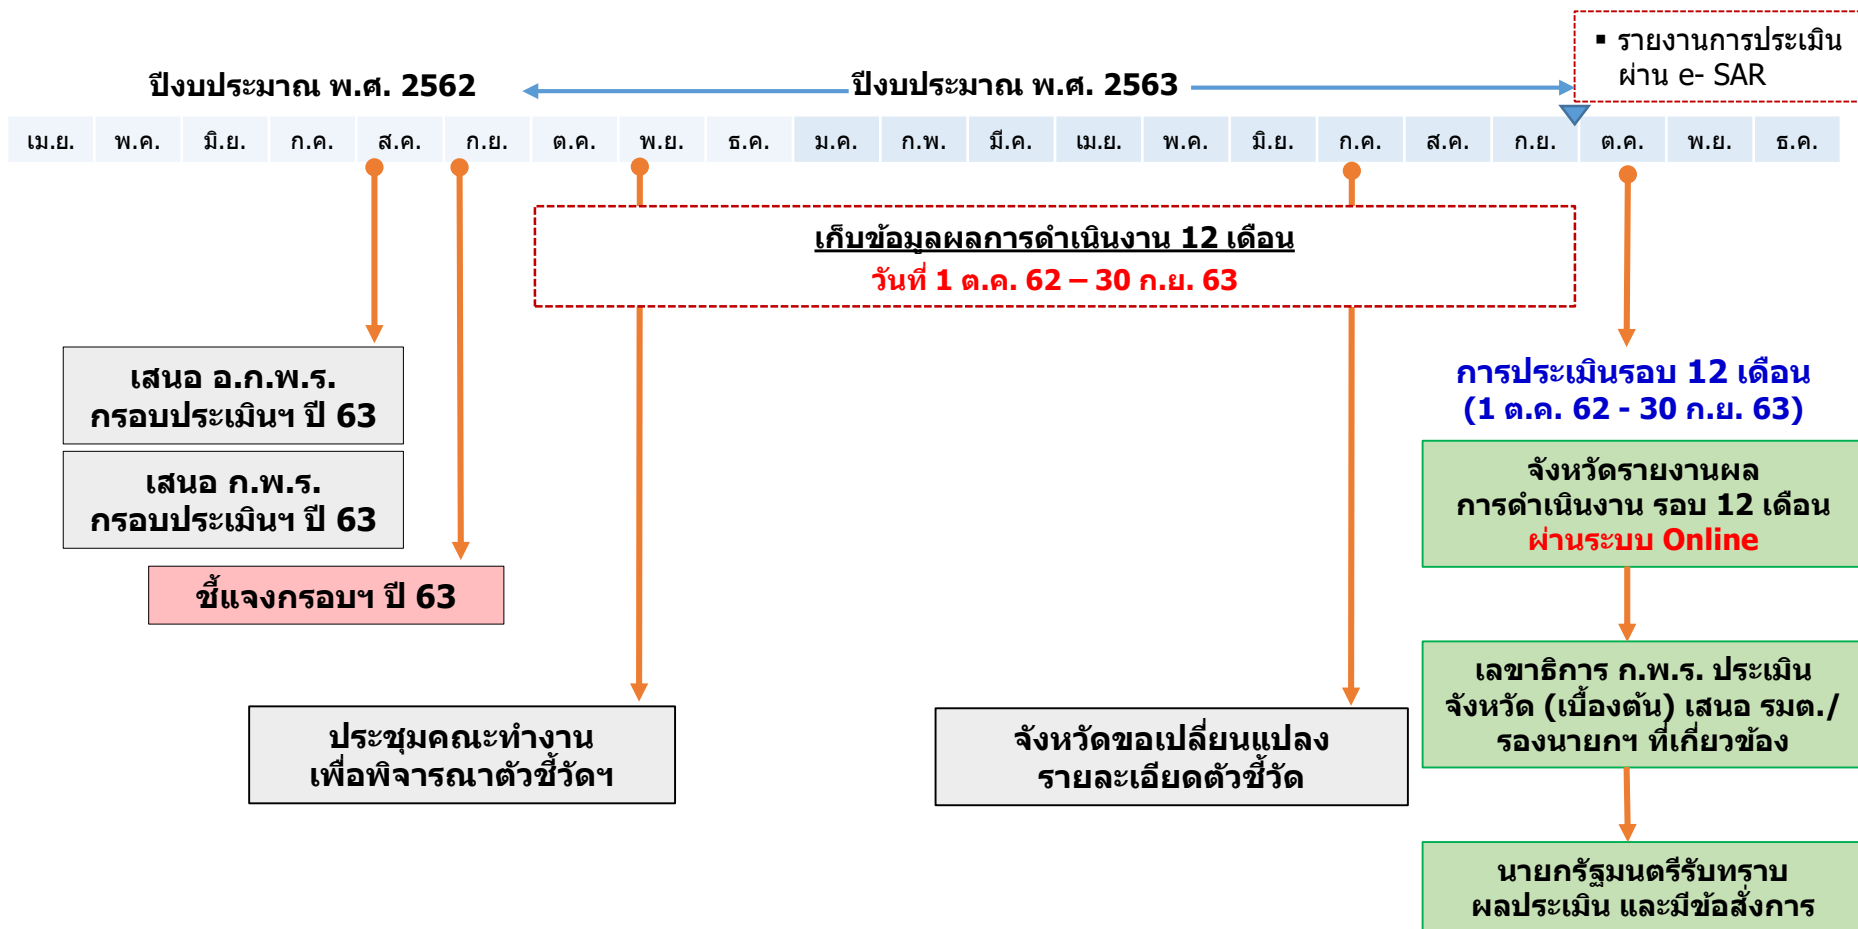 ▪ รายงานการประเมิน
ผ่าน e- SAR
ปีงบประมาณ พ.ศ. 2562
ปีงบประมาณ พ.ศ. 2563
เม.ย. พ.ค. มิ.ย. ก.ค. ส.ค. ก.ย. ต.ค. พ.ย. ธ.ค. ม.ค. ก.พ. มี.ค. เม.ย. พ.ค. มิ.ย. ก.ค. ส.ค. ก.ย. ต.ค. พ.ย. ธ.ค.
เก็บข้อมูลผลการดำเนินงาน 12 เดือน
วันที่ 1 ต.ค. 62 – 30 ก.ย. 63
เสนอ อ.ก.พ.ร.
กรอบประเมินฯ ปี 63
เสนอ ก.พ.ร.
กรอบประเมินฯ ปี 63
ชี้แจงกรอบฯ ปี 63
ประชุมคณะทำงาน
เพื่อพิจารณาตัวชี้วัดฯ
จังหวัดขอเปลี่ยนแปลง
รายละเอียดตัวชี้วัด
การประเมินรอบ 12 เดือน
(1 ต.ค. 62 - 30 ก.ย. 63)
จังหวัดรายงานผล
การดำเนินงาน รอบ 12 เดือน
ผ่านระบบ Online
เลขาธิการ ก.พ.ร. ประเมิน
จังหวัด (เบื้องต้น) เสนอ รมต./
รองนายกฯ ที่เกี่ยวข้อง
นายกรัฐมนตรีรับทราบ
ผลประเมิน และมีข้อสั่งการ